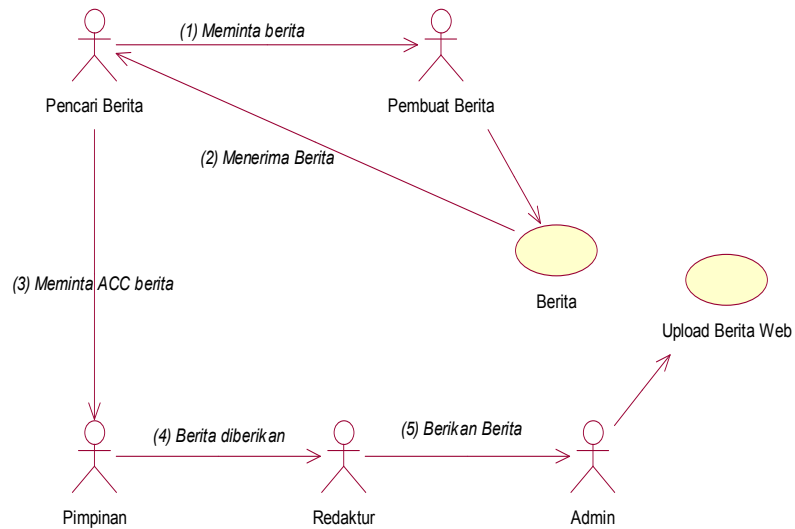 (1) Meminta berita
Pencari Berita
Pembuat Berita
(2) Menerima Berita
(3) Meminta ACC berita
Berita
Upload Berita Web
(4) Berita diberikan
(5) Berikan Berita
Pimpinan
Redaktur
Admin